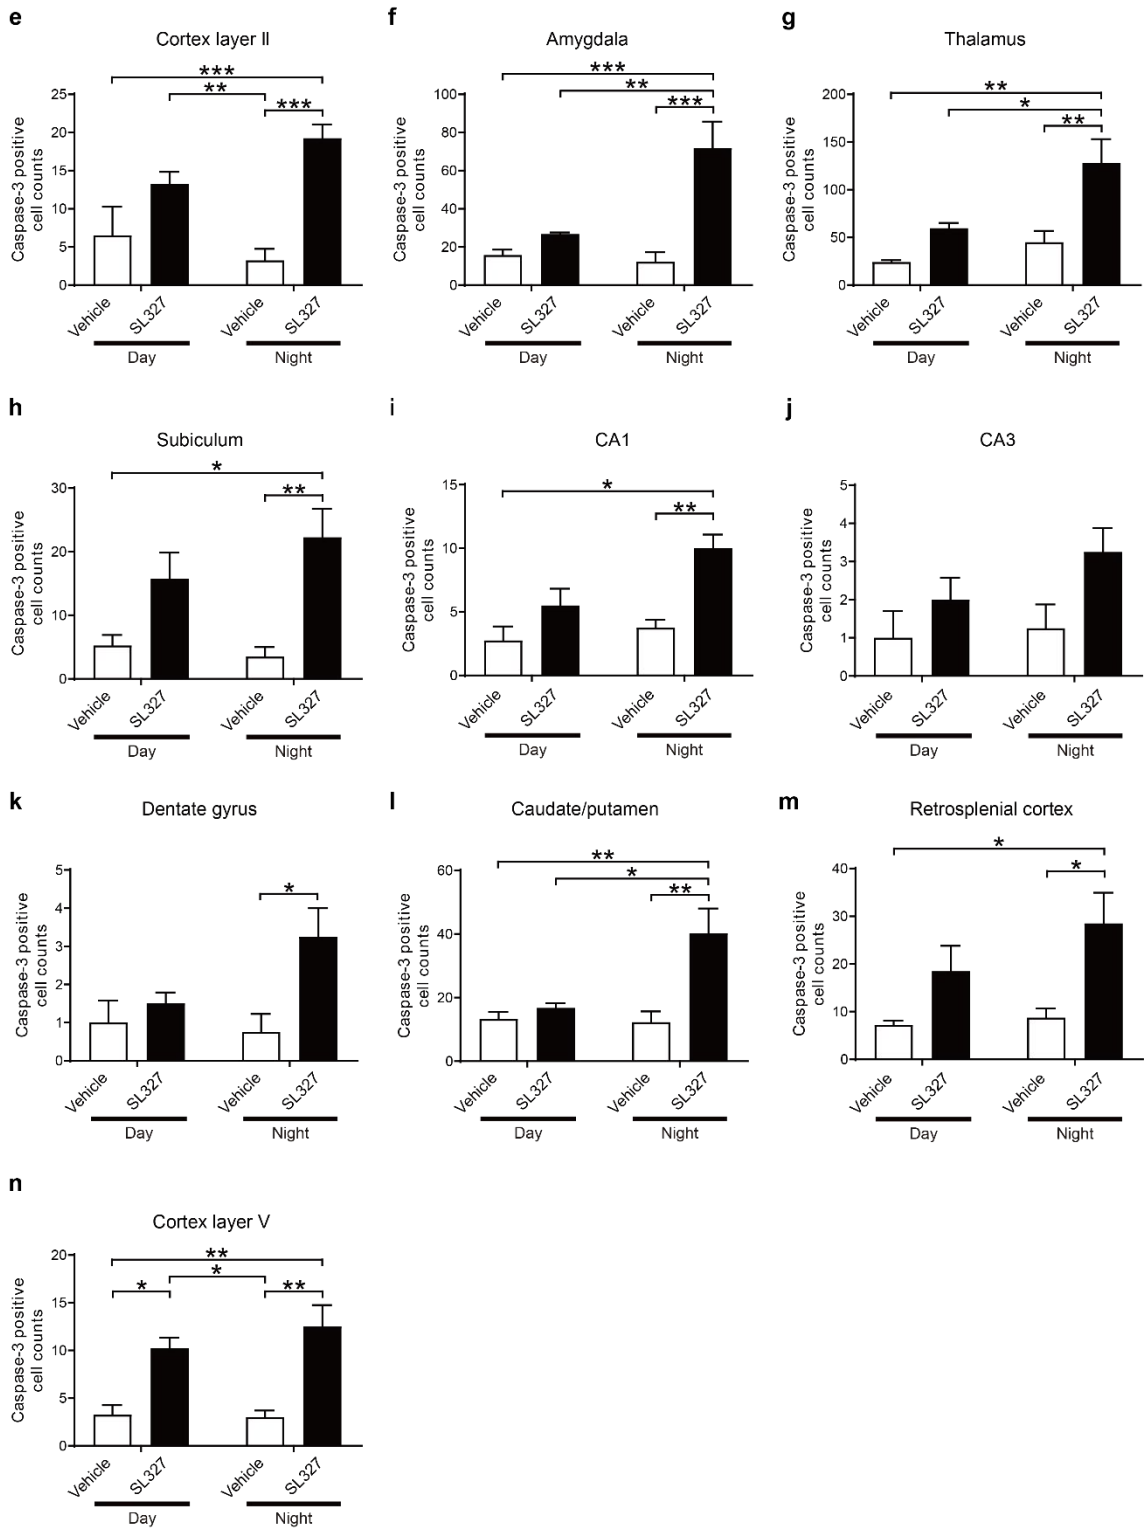 e
Cortex layer II
***
**
***
Caspase-3 positive
cell counts
25
20
15
10
5
0
Vehicle
SL327
Vehicle
SL327
Day
Night
f
Amygdala
***
**
***
Caspase-3 positive
cell counts
100
80
60
40
20
0
Vehicle
SL327
Vehicle
SL327
Day
Night
g
Thalamus
**
*
**
Caspase-3 positive
cell counts
200
150
100
50
0
Vehicle
SL327
Vehicle
SL327
Day
Night
h
Subiculum
*
**
Caspase-3 positive
cell counts
30
20
10
0
Vehicle
SL327
Vehicle
SL327
Day
Night
i
CA1
*
**
Caspase-3 positive
cell counts
15
10
5
0
Vehicle
SL327
Vehicle
SL327
Day
Night
j
CA3
Caspase-3 positive
cell counts
5
4
3
2
1
0
Vehicle
SL327
Vehicle
SL327
Day
Night
k
Dentate gyrus
*
Caspase-3 positive
cell counts
5
4
3
2
1
0
Vehicle
SL327
Vehicle
SL327
Day
Night
l
Caudate/putamen
**
*
**
Caspase-3 positive
cell counts
60
40
20
0
Vehicle
SL327
Vehicle
SL327
Day
Night
m
Retrosplenial cortex
*
*
Caspase-3 positive
cell counts
40
30
20
10
0
Vehicle
SL327
Vehicle
SL327
Day
Night
n
Cortex layer V
**
*
*
**
Caspase-3 positive
cell counts
20
15
10
5
0
Vehicle
SL327
Vehicle
SL327
Day
Night